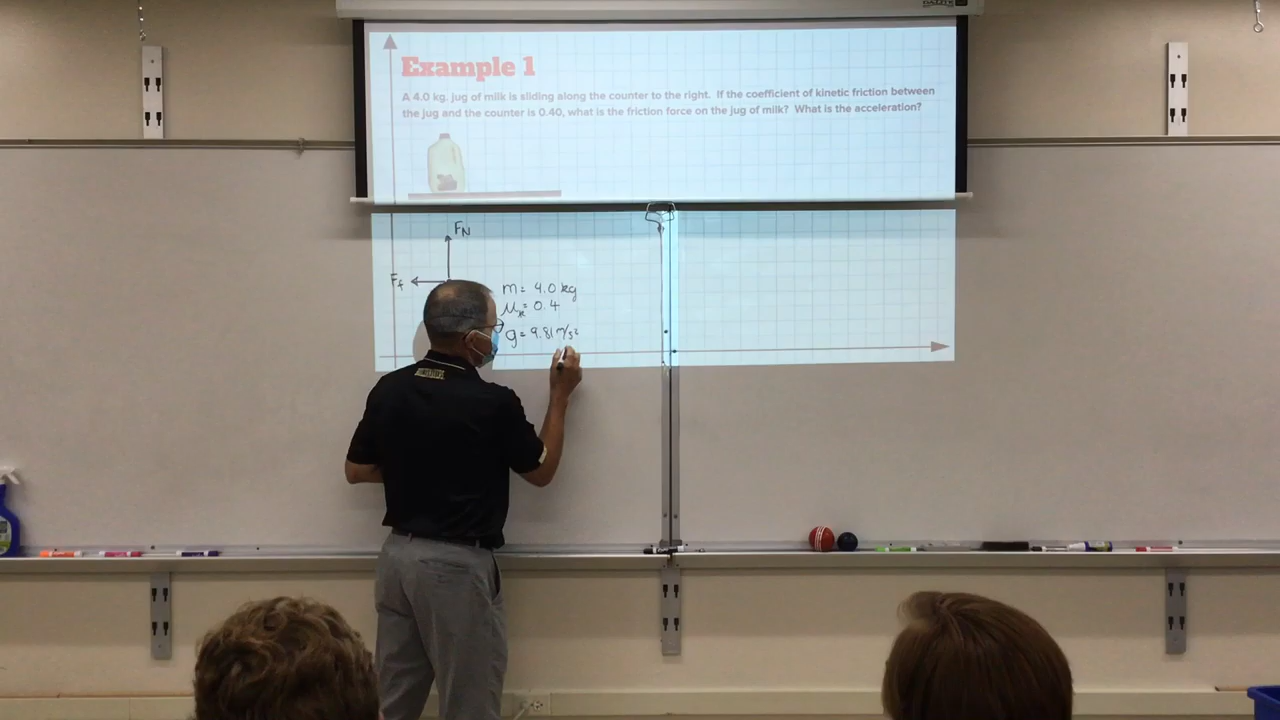 Example 1
A 4.0 kg. jug of milk is sliding along the counter to the right. If the coefficient of kinetic friction between
the jug and the counter is 0.40, what is the friction force on the jug of milk? What is the acceleration?
FN
Ff
m = 4.0 kg
μk = 0.4
g = 9.81 m/s²